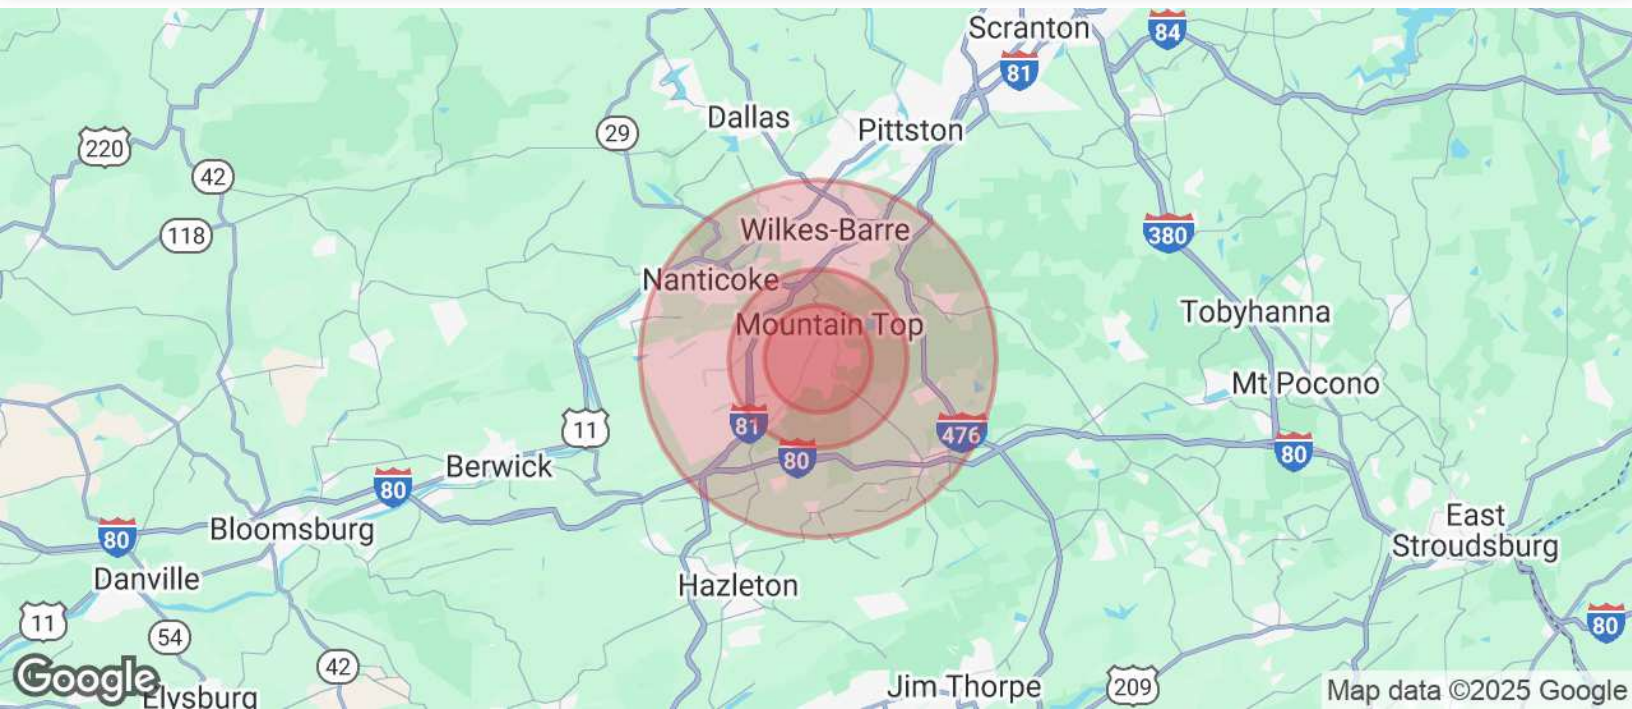 Scranton
84
81
Dallas
Pittston
29
220
42
118
Wilkes-Barre
380
Nanticoke
Tobyhanna
Mountain Top
Mt Pocono
11
81
476
80
80
Berwick
80
Bloomsburg
80
East
Stroudsburg
Danville
Hazleton
11
54
80
42
Google
Elysburg
Jim Thorpe
209
Map data ©2025 Google